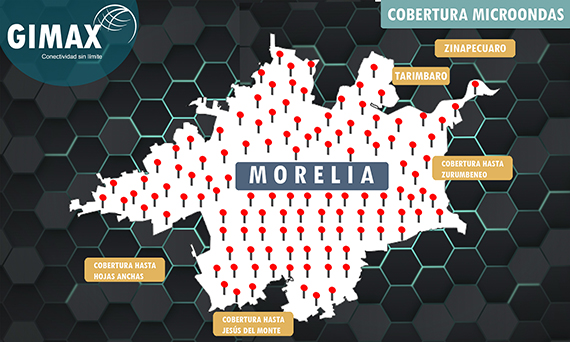 GIMAX
Conectividad sin límite
COBERTURA MICROONDAS
ZINAPECUARO
TARIMBARO
COBERTURA HASTA
ZURUMBENEO
MORELIA
COBERTURA HASTA
HOJAS ANCHAS
COBERTURA HASTA
JESÚS DEL MONTE